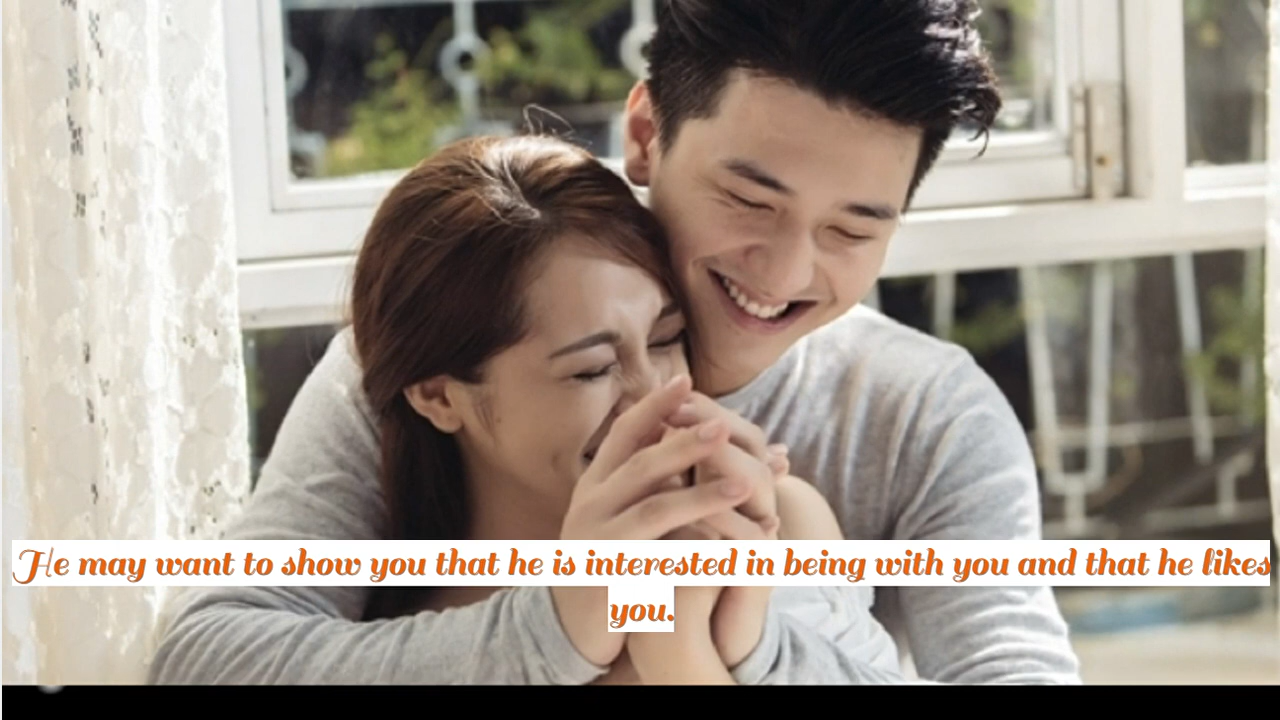 He may want to show you that he is interested in being with you and that he likes
you.